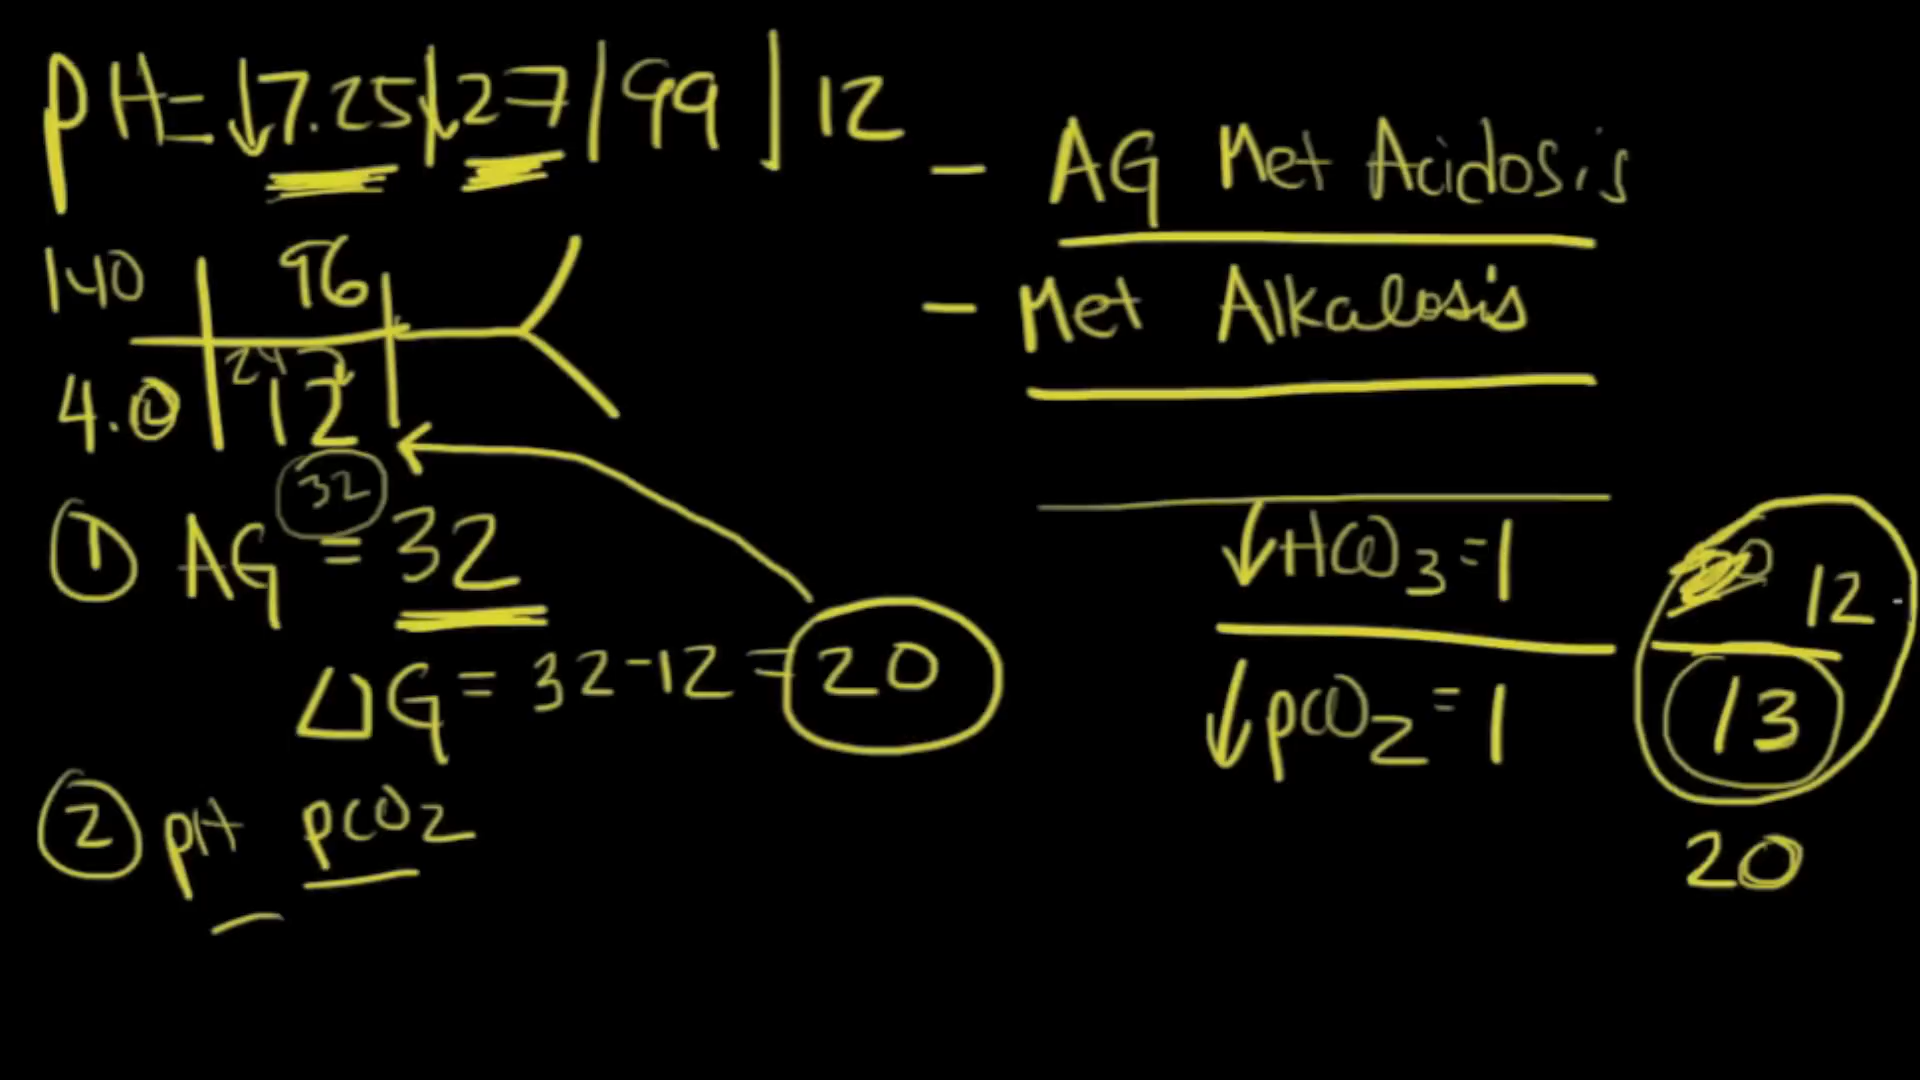 pH = ↓7.25 | ↓27 | 99 | 12
- AG Met Acidosis
140 | 96
- Met Alkalosis
24
4.0 | 12
32
① AG = 32
↓HCO3 = 1
12
ΔG = 32 - 12 = 20
↓pCO2 = 1
13
② pH pCO2
20